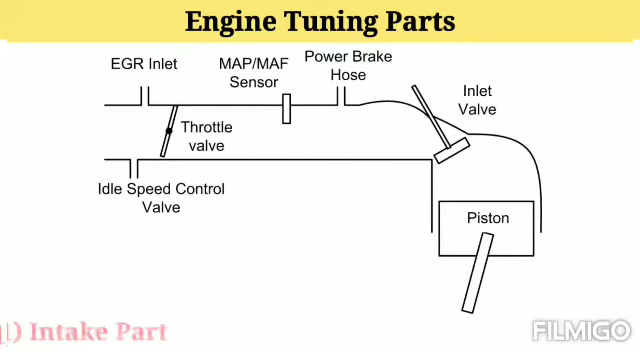 Engine Tuning Parts
EGR Inlet
MAP/MAF
Sensor
Power Brake
Hose
Inlet
Valve
Throttle
valve
Idle Speed Control
Valve
Piston
1) Intake Part
FILMIGO